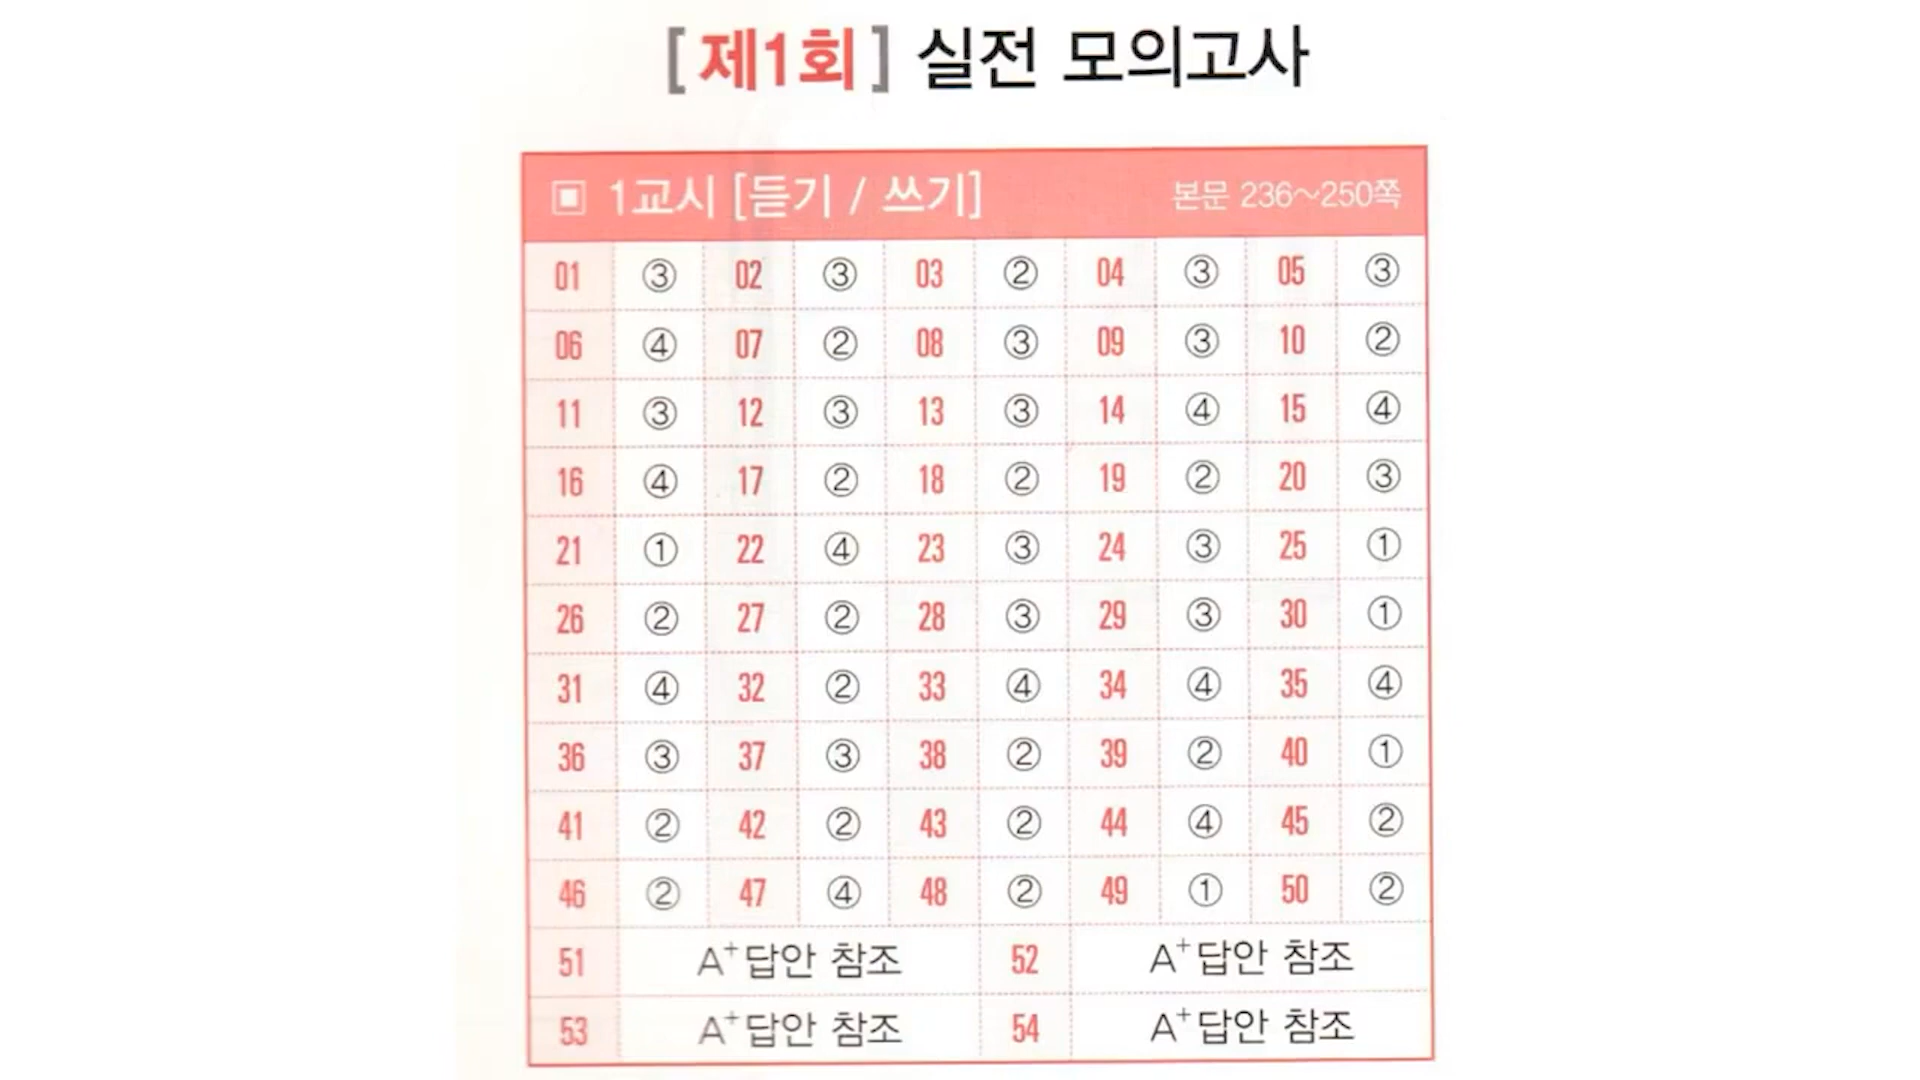 [제1회] 실전 모의고사
▣ 1교시 [듣기 / 쓰기] 본문 236~250쪽
01 ③ 02 ③ 03 ② 04 ③ 05 ③
06 ④ 07 ② 08 ③ 09 ③ 10 ②
11 ③ 12 ③ 13 ③ 14 ④ 15 ④
16 ④ 17 ② 18 ② 19 ② 20 ③
21 ① 22 ④ 23 ③ 24 ③ 25 ①
26 ② 27 ② 28 ③ 29 ③ 30 ①
31 ④ 32 ② 33 ④ 34 ④ 35 ④
36 ③ 37 ③ 38 ② 39 ② 40 ①
41 ② 42 ② 43 ② 44 ④ 45 ②
46 ② 47 ④ 48 ② 49 ① 50 ②
51 A⁺답안 참조 52 A⁺답안 참조
53 A⁺답안 참조 54 A⁺답안 참조